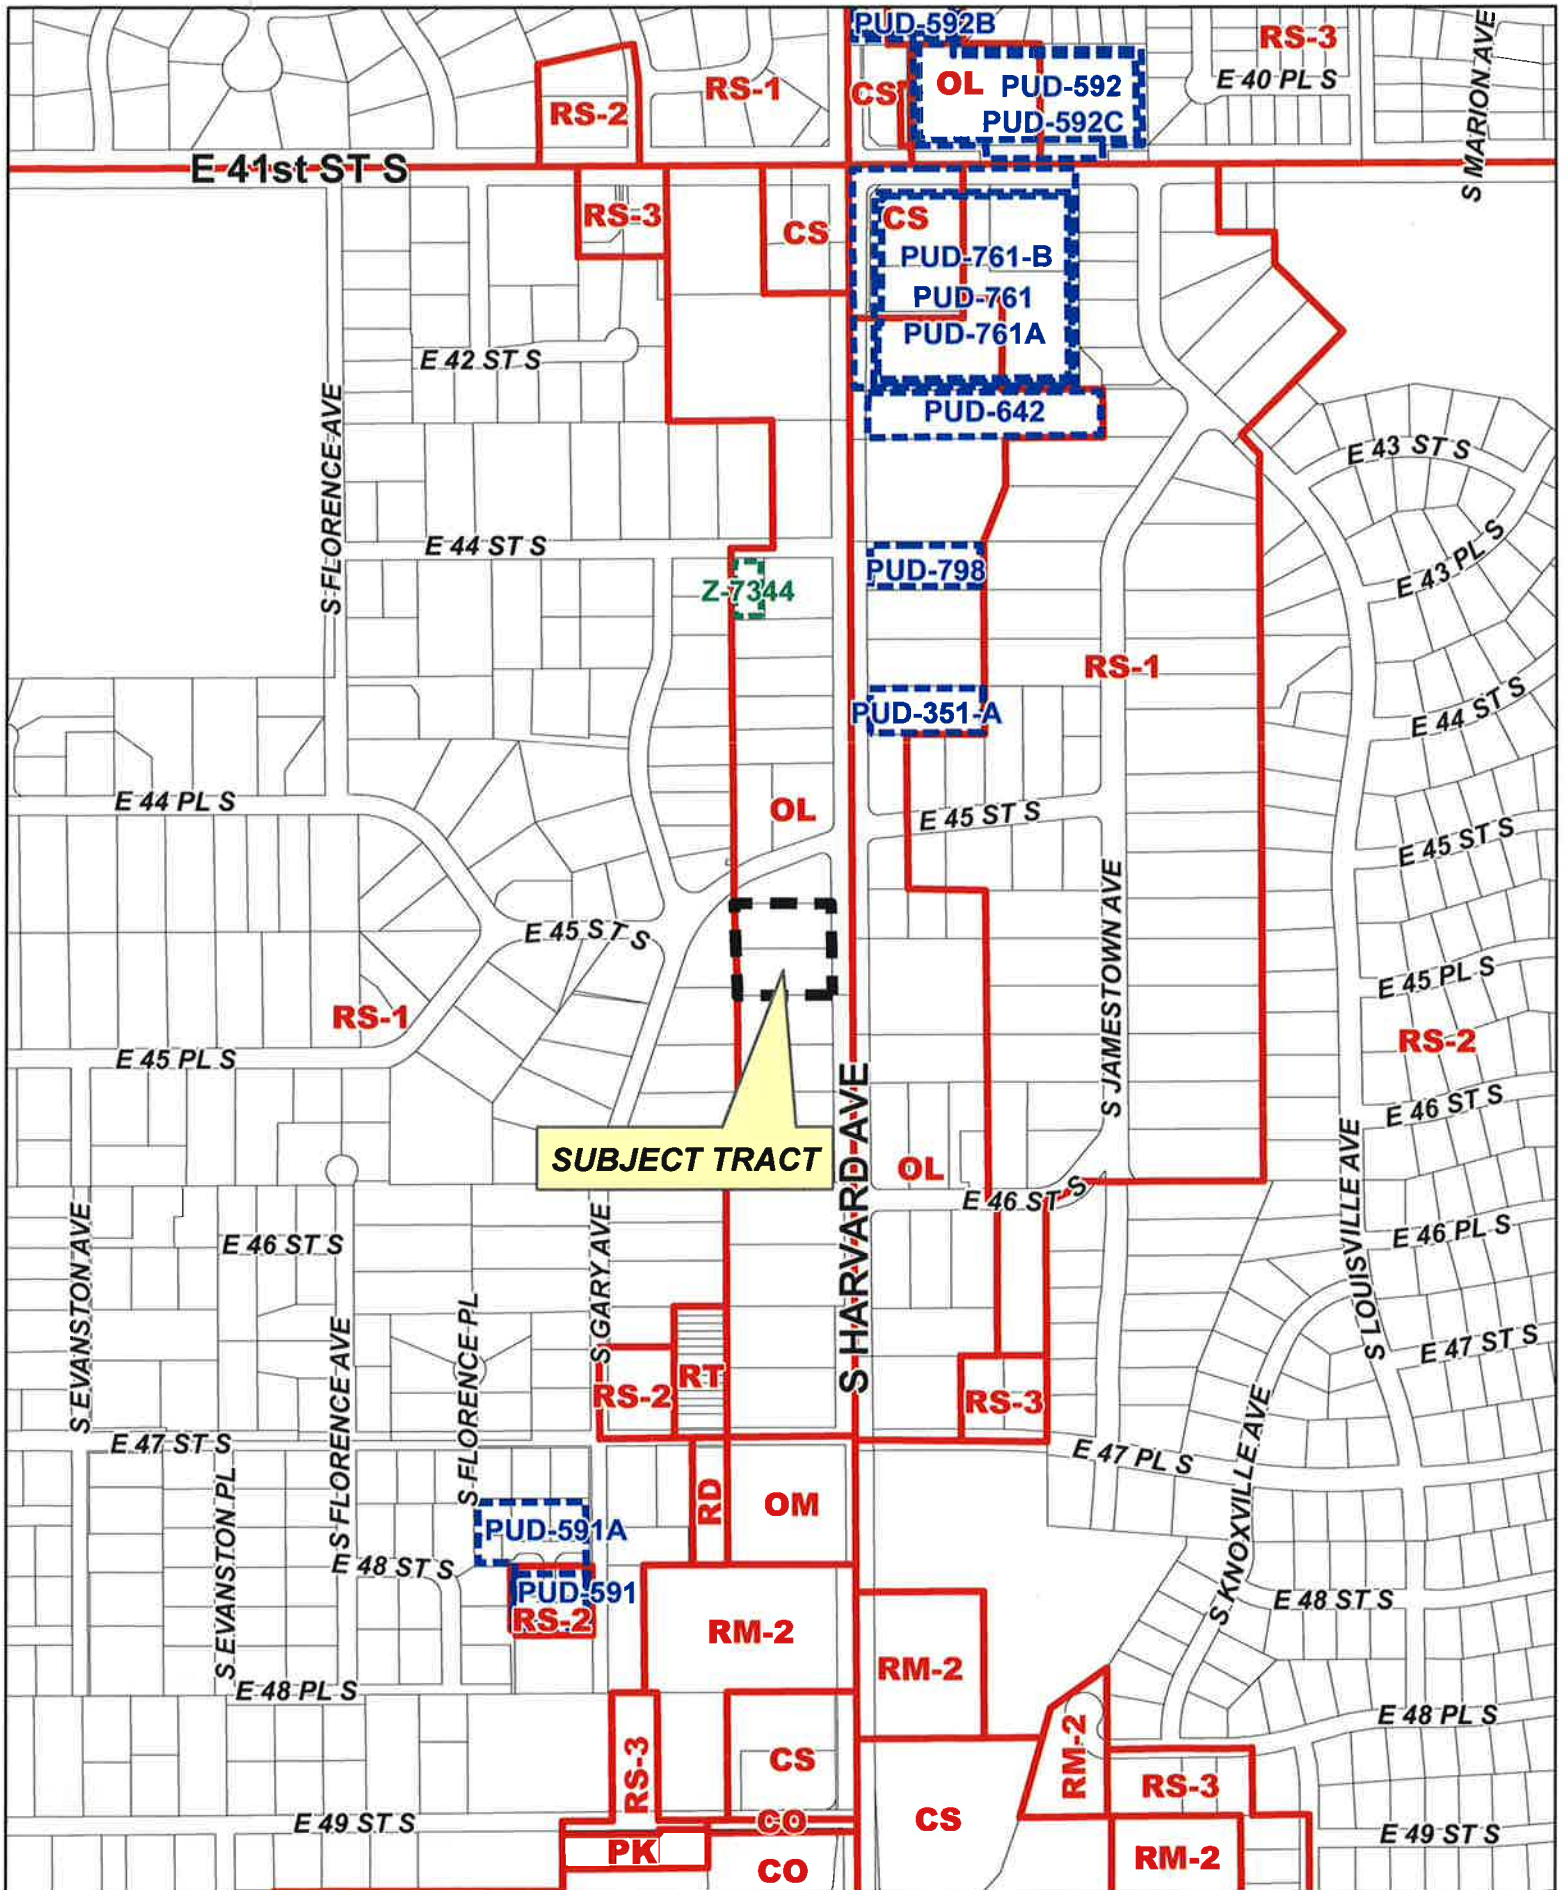 PUD-592B
RS-3
S MARION AVE
RS-1
RS-2
CS
OL
PUD-592
PUD-592C
E 40 PL S
E 41st ST S
RS-3
CS
CS
PUD-761-B
PUD-761
PUD-761A
E 42 ST S
PUD-642
S FLORENCE AVE
E 43 ST S
E 44 ST S
Z-7344
PUD-798
E 43 PL S
RS-1
PUD-351-A
E 44 ST S
E 44 PL S
OL
E 45 ST S
E 45 ST S
E 45 ST S
S JAMESTOWN AVE
E 45 PL S
RS-1
RS-2
E 45 PL S
S HARVARD AVE
E 46 ST S
SUBJECT TRACT
OL
E 46 ST S
S LOUISVILLE AVE
S EVANSTON AVE
E 46 ST S
S GARY AVE
E 46 PL S
S FLORENCE AVE
S FLORENCE PL
E 47 ST S
RS-2
RT
RS-3
S KNOXVILLE AVE
E 47 ST S
E 47 PL S
S EVANSTON PL
RD
OM
PUD-591A
E 48 ST S
PUD-591
RS-2
E 48 ST S
RM-2
RM-2
E 48 PL S
E 48 PL S
RS-3
CS
RM-2
RS-3
E 49 ST S
CO
CS
E 49 ST S
PK
CO
RM-2